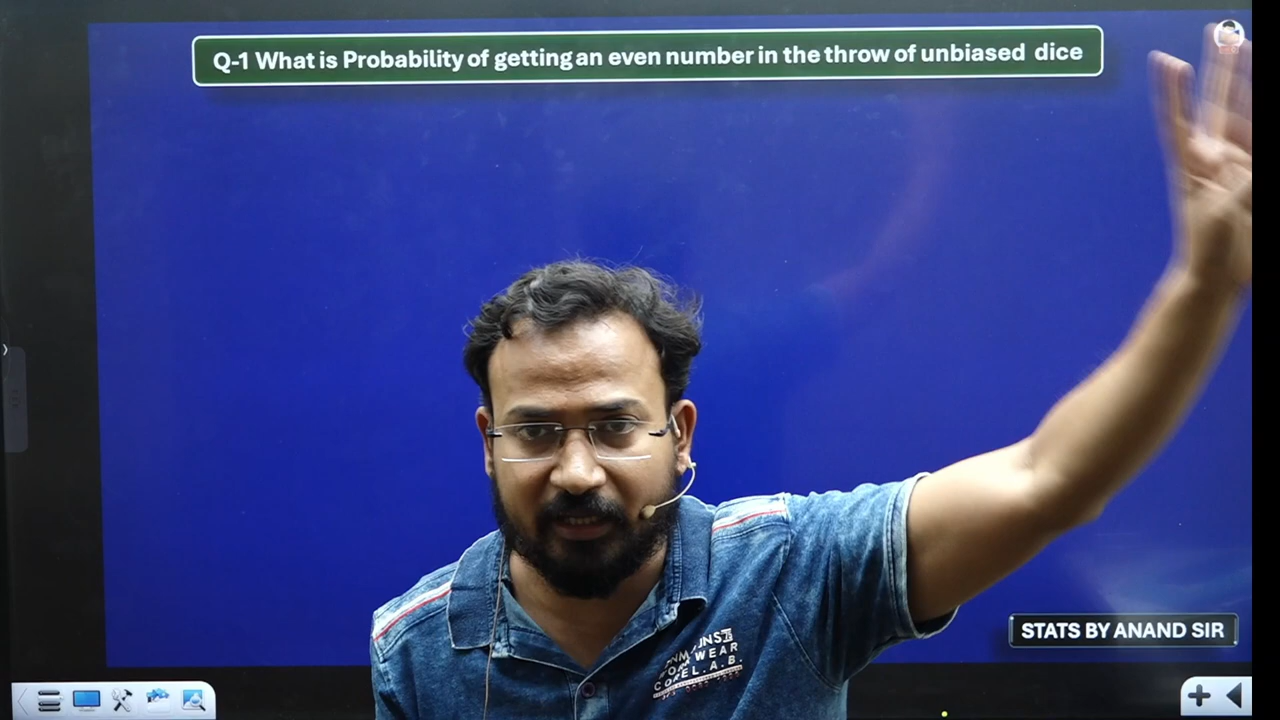 Q-1 What is Probability of getting an even number in the throw of unbiased dice
WEAR
STATS BY ANAND SIR